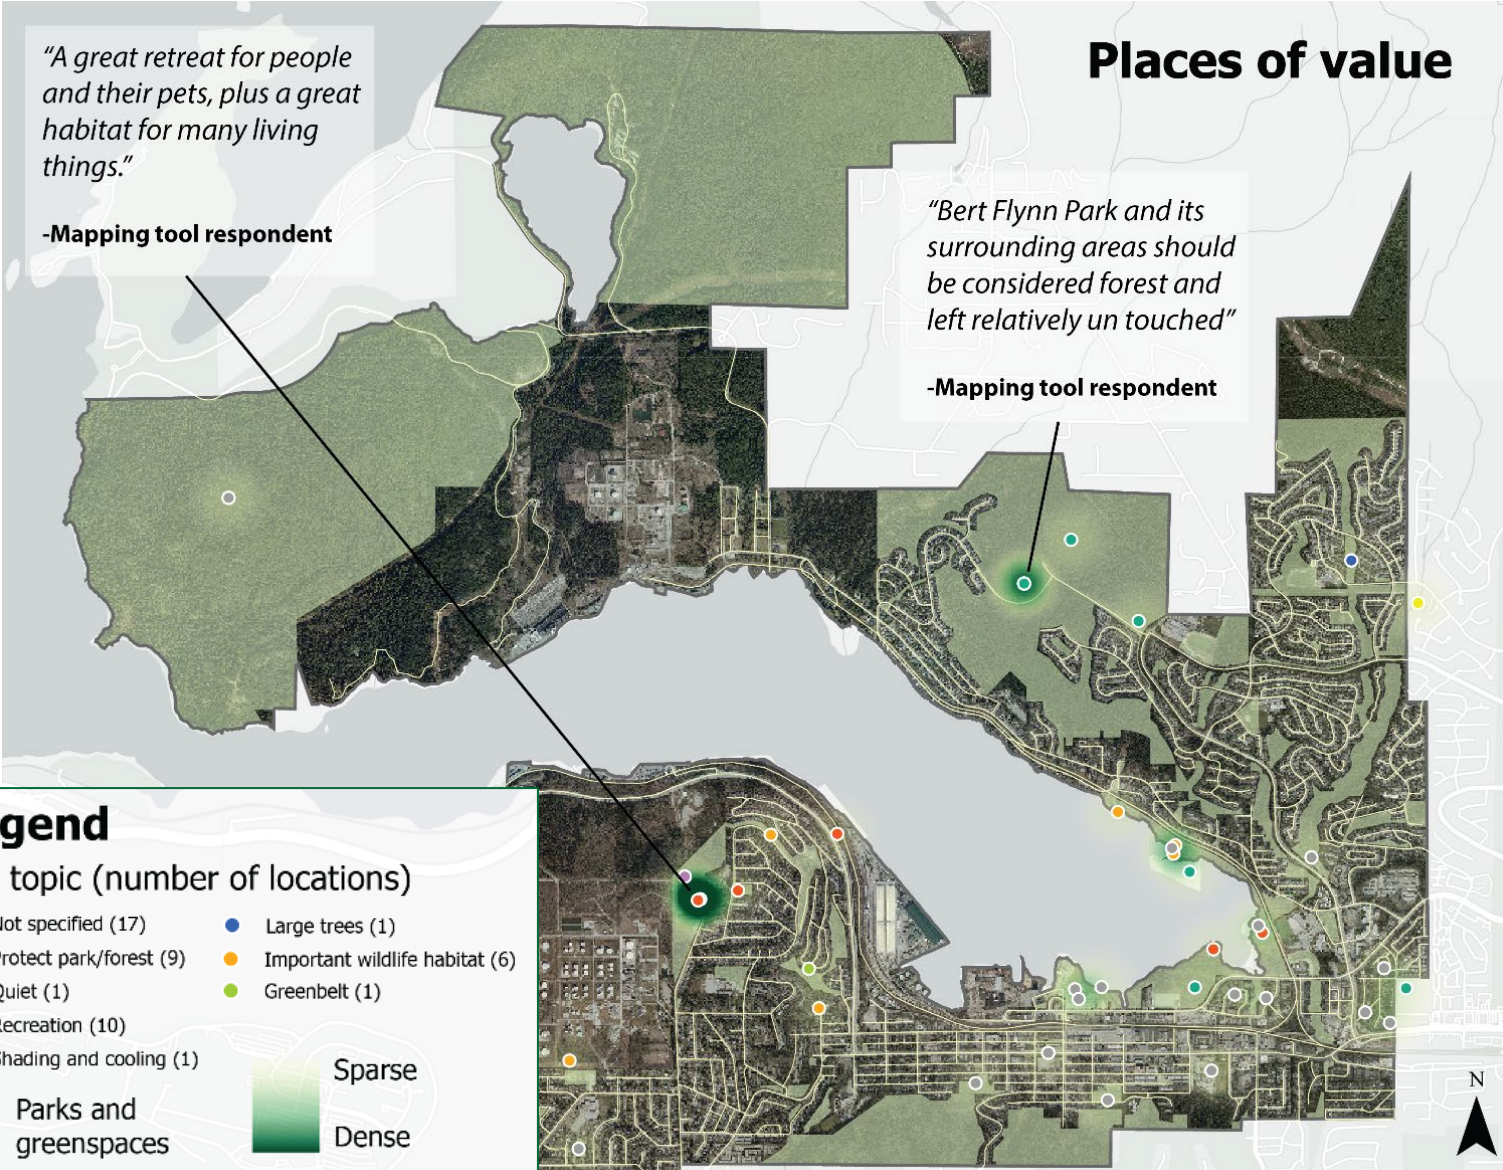 Places of value
“A great retreat for people
and their pets, plus a great
habitat for many living
things.”
-Mapping tool respondent
“Bert Flynn Park and its
surrounding areas should
be considered forest and
left relatively un touched”
-Mapping tool respondent
gend
topic (number of locations)
Not specified (17)
Protect park/forest (9)
Quiet (1)
Recreation (10)
Shading and cooling (1)
Large trees (1)
Important wildlife habitat (6)
Greenbelt (1)
Parks and
greenspaces
Sparse
Dense
N